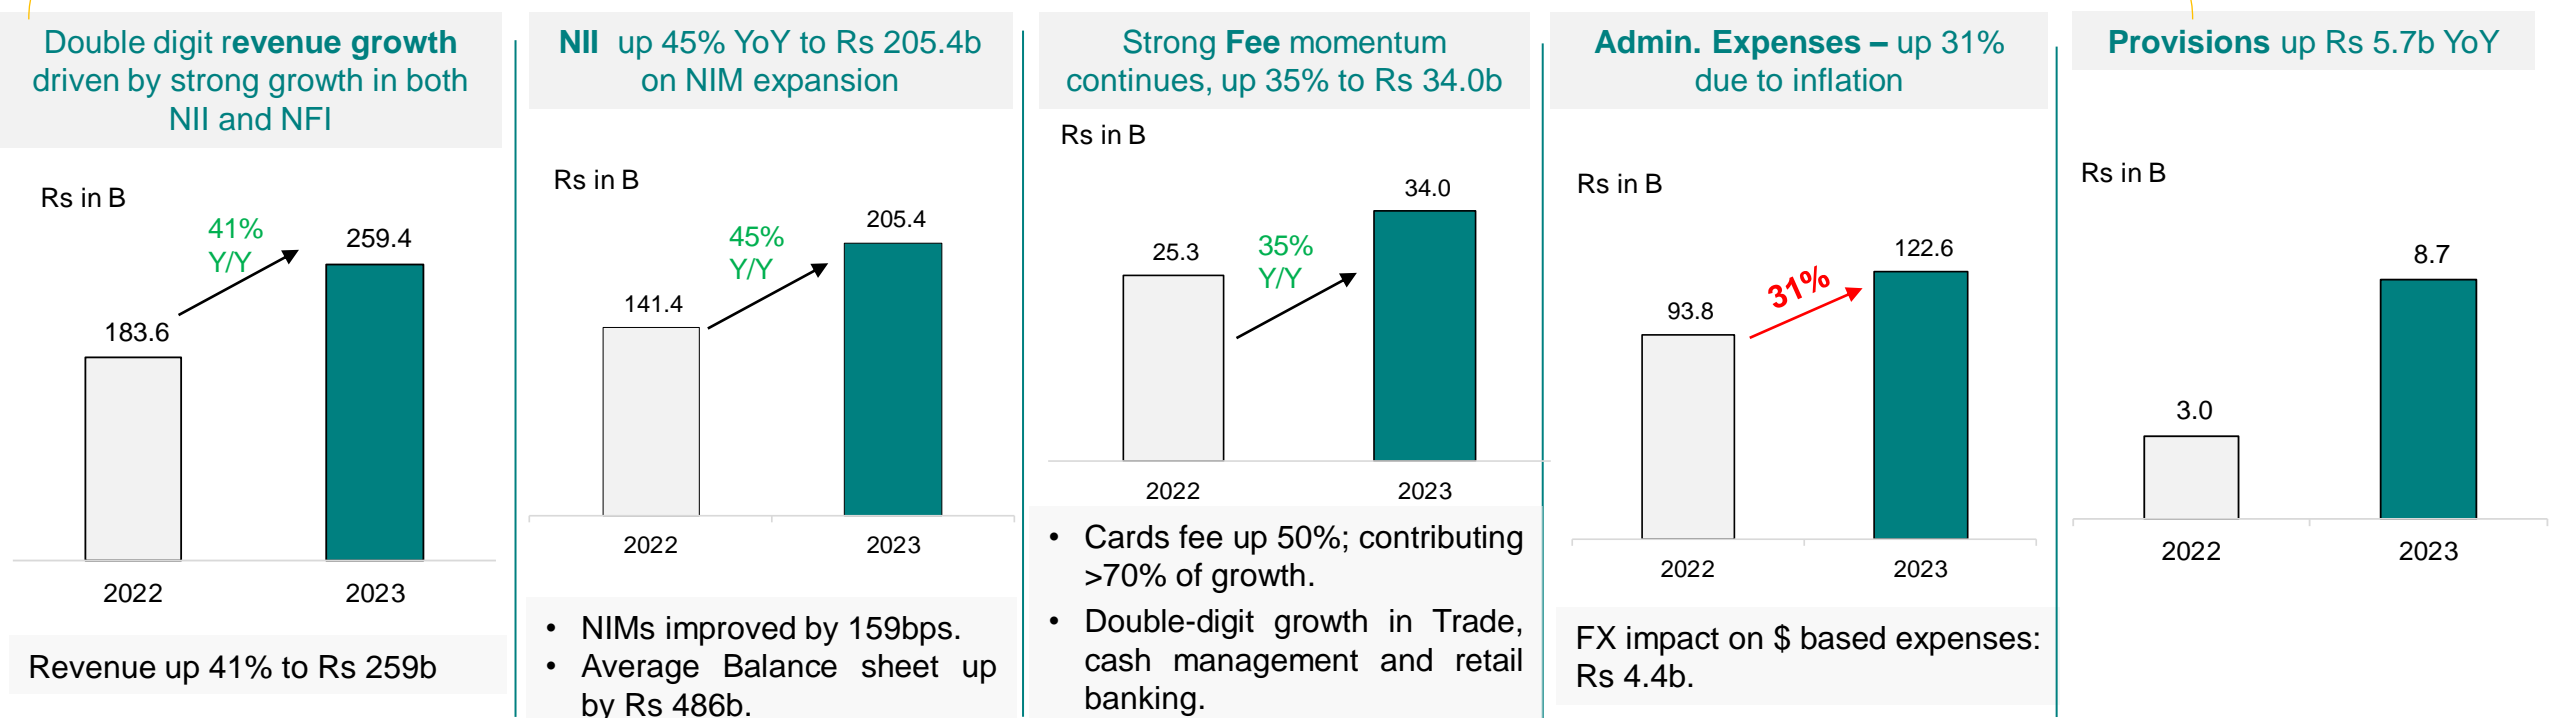 Double digit revenue growth
driven by strong growth in both
NII and NFI
Rs in B
41%
Y/Y
183.6
259.4
2022
2023
Revenue up 41% to Rs 259b
NII up 45% YoY to Rs 205.4b
on NIM expansion
Rs in B
45%
Y/Y
141.4
205.4
2022
2023
• NIMs improved by 159bps.
• Average Balance sheet up
by Rs 486b.
Strong Fee momentum
continues, up 35% to Rs 34.0b
Rs in B
35%
Y/Y
25.3
34.0
2022
2023
• Cards fee up 50%; contributing
>70% of growth.
• Double-digit growth in Trade,
cash management and retail
banking.
Admin. Expenses – up 31%
due to inflation
Rs in B
31%
93.8
122.6
2022
2023
FX impact on $ based expenses:
Rs 4.4b.
Provisions up Rs 5.7b YoY
Rs in B
3.0
8.7
2022
2023